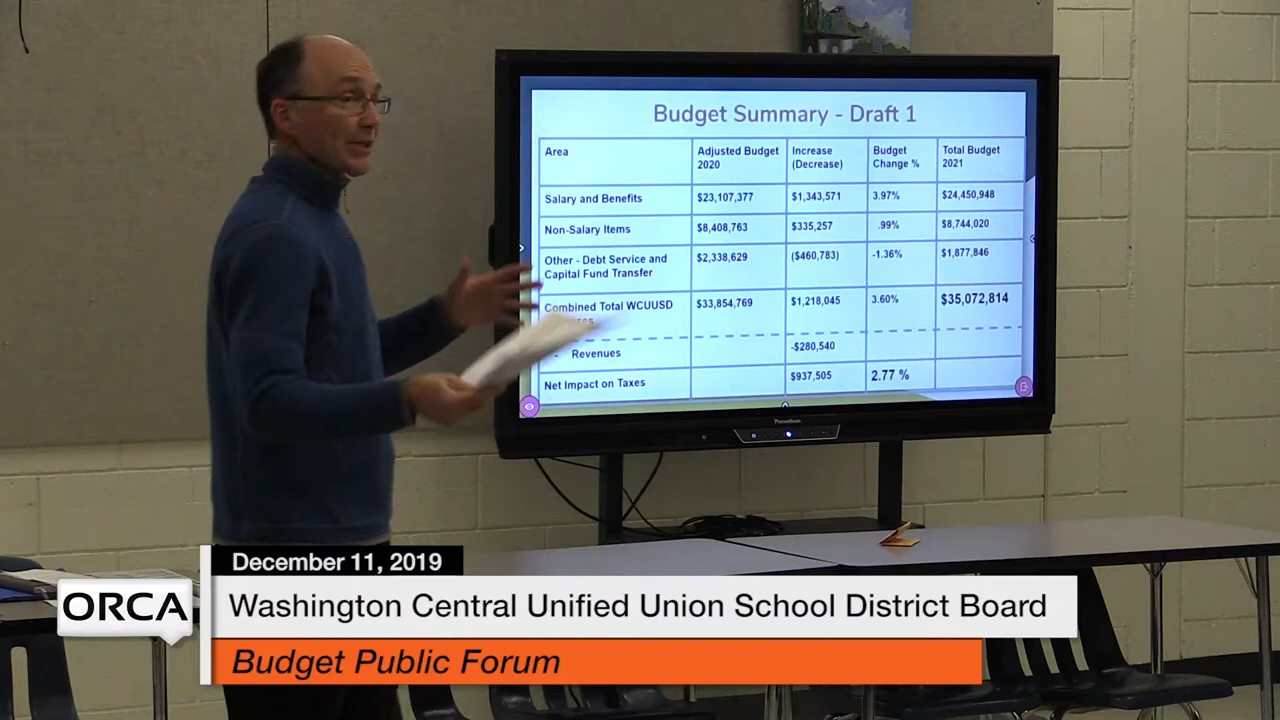 Budget Summary - Draft 1
Area
Adjusted Budget
2020
Increase
(Decrease)
Budget
Change %
Total Budget
2021
Salary and Benefits
$23,107,377
$1,343,571
3.97%
$24,450,948
Non-Salary Items
$8,408,763
$335,257
.99%
$8,744,020
Other - Debt Service and
Capital Fund Transfer
$2,338,629
($460,783)
-1.36%
$1,877,846
Combined Total WCUUSD
$33,854,769
$1,218,045
3.60%
$35,072,814
- Revenues
-$280,540
Net Impact on Taxes
$937,505
2.77 %
Promethean
December 11, 2019
ORCA
Washington Central Unified Union School District Board
Budget Public Forum